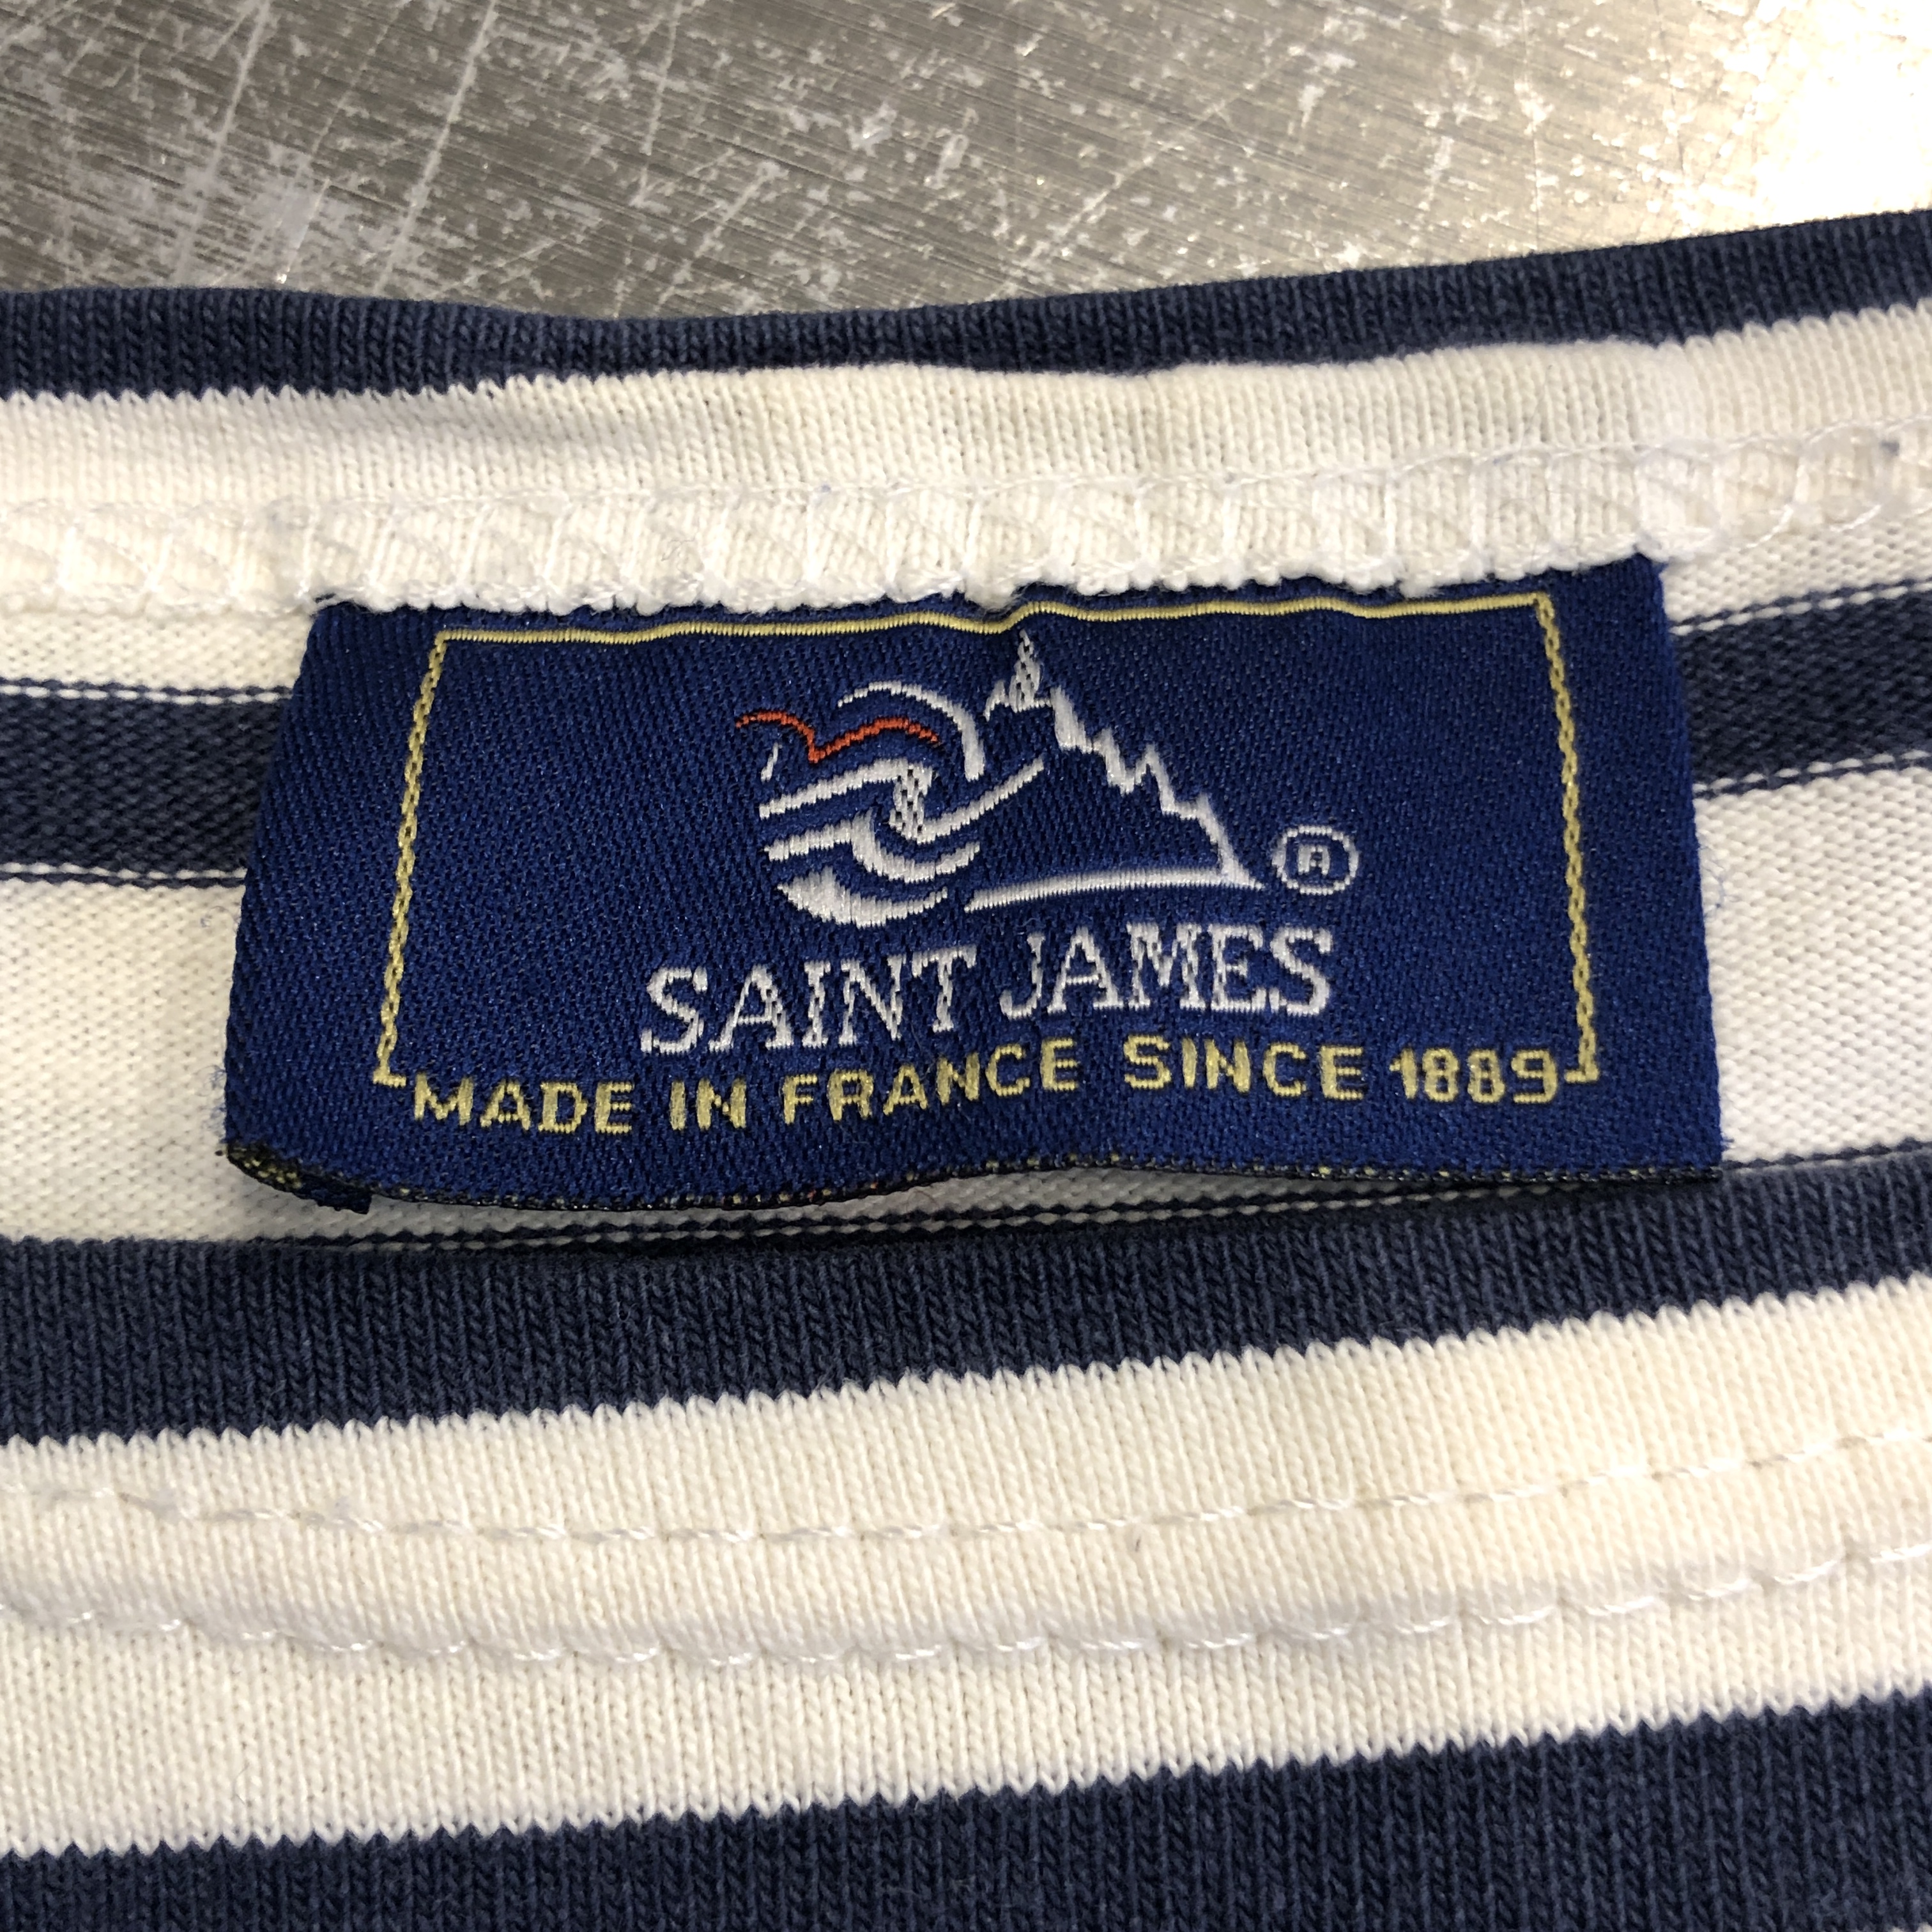 ®
SAINT JAMES
MADE IN FRANCE SINCE 1889